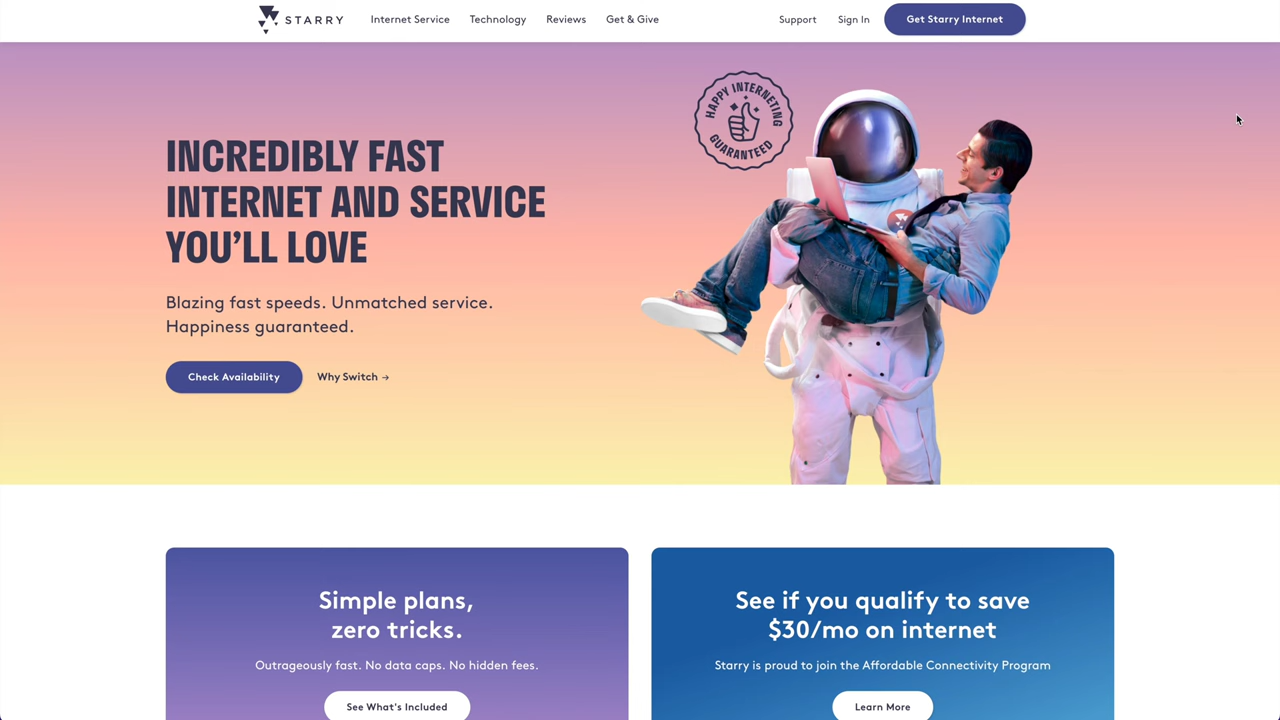 STARRY
Internet Service
Technology
Reviews
Get & Give
Support
Sign In
Get Starry Internet
HAPPY INTERNETING
GUARANTEED
INCREDIBLY FAST
INTERNET AND SERVICE
YOU’LL LOVE
Blazing fast speeds. Unmatched service.
Happiness guaranteed.
Check Availability
Why Switch →
Simple plans,
zero tricks.
Outrageously fast. No data caps. No hidden fees.
See What's Included
See if you qualify to save
$30/mo on internet
Starry is proud to join the Affordable Connectivity Program
Learn More